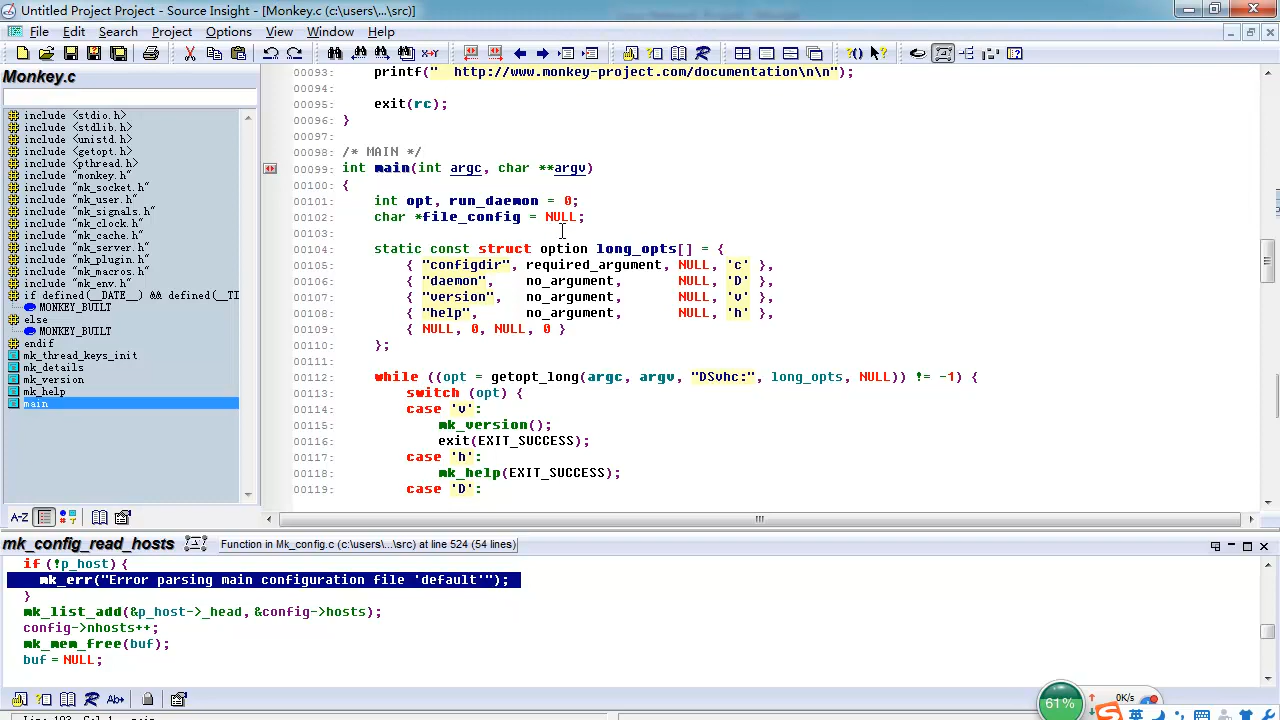 Untitled Project Project - Source Insight - [Monkey.c (c:\users\...\src)]
File Edit Search Project Options View Window Help
Monkey.c
include <stdio.h>
include <stdlib.h>
include <unistd.h>
include <getopt.h>
include <pthread.h>
include "monkey.h"
include "mk_socket.h"
include "mk_user.h"
include "mk_signals.h"
include "mk_clock.h"
include "mk_cache.h"
include "mk_server.h"
include "mk_plugin.h"
include "mk_macros.h"
include "mk_env.h"
if defined(__DATE__) && defined(__TI
MONKEY_BUILT
else
MONKEY_BUILT
endif
mk_thread_keys_init
mk_details
mk_version
mk_help
main
00093: printf("  http://www.monkey-project.com/documentation\n\n");
00094:
00095: exit(rc);
00096: }
00097:
00098: /* MAIN */
00099: int main(int argc, char **argv)
00100: {
00101: int opt, run_daemon = 0;
00102: char *file_config = NULL;
00103:
00104: static const struct option long_opts[] = {
00105: { "configdir", required_argument, NULL, 'c' },
00106: { "daemon", no_argument, NULL, 'D' },
00107: { "version", no_argument, NULL, 'v' },
00108: { "help", no_argument, NULL, 'h' },
00109: { NULL, 0, NULL, 0 }
00110: };
00111:
00112: while ((opt = getopt_long(argc, argv, "DSvhc:", long_opts, NULL)) != -1) {
00113: switch (opt) {
00114: case 'v':
00115: mk_version();
00116: exit(EXIT_SUCCESS);
00117: case 'h':
00118: mk_help(EXIT_SUCCESS);
00119: case 'D':
A-Z
mk_config_read_hosts Function in Mk_config.c (c:\users\...\src) at line 524 (54 lines)
if (!p_host) {
mk_err("Error parsing main configuration file 'default'");
}
mk_list_add(&p_host->_head, &config->hosts);
config->nhosts++;
mk_mem_free(buf);
buf = NULL;
61%
0K/s
英